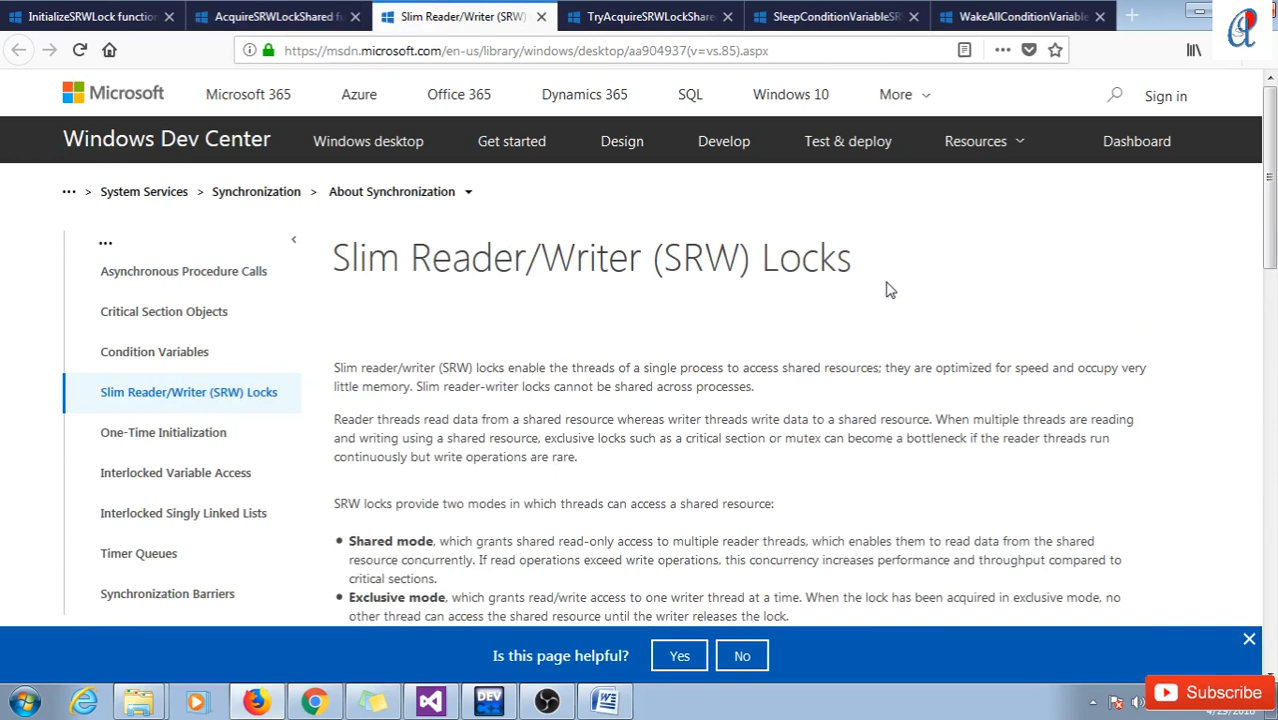 InitializeSRWLock function
AcquireSRWLockShared f
Slim Reader/Writer (SRW)
TryAcquireSRWLockShare
SleepConditionVariableSR
WakeAllConditionVariable
https://msdn.microsoft.com/en-us/library/windows/desktop/aa904937(v=vs.85).aspx
Microsoft
Microsoft 365
Azure
Office 365
Dynamics 365
SQL
Windows 10
More
Sign in
Windows Dev Center
Windows desktop
Get started
Design
Develop
Test & deploy
Resources
Dashboard
... > System Services > Synchronization > About Synchronization
...
Asynchronous Procedure Calls
Critical Section Objects
Condition Variables
Slim Reader/Writer (SRW) Locks
One-Time Initialization
Interlocked Variable Access
Interlocked Singly Linked Lists
Timer Queues
Synchronization Barriers
Slim Reader/Writer (SRW) Locks
Slim reader/writer (SRW) locks enable the threads of a single process to access shared resources; they are optimized for speed and occupy very
little memory. Slim reader-writer locks cannot be shared across processes.
Reader threads read data from a shared resource whereas writer threads write data to a shared resource. When multiple threads are reading
and writing using a shared resource, exclusive locks such as a critical section or mutex can become a bottleneck if the reader threads run
continuously but write operations are rare.
SRW locks provide two modes in which threads can access a shared resource:
• Shared mode, which grants shared read-only access to multiple reader threads, which enables them to read data from the shared
resource concurrently. If read operations exceed write operations, this concurrency increases performance and throughput compared to
critical sections.
• Exclusive mode, which grants read/write access to one writer thread at a time. When the lock has been acquired in exclusive mode, no
other thread can access the shared resource until the writer releases the lock.
Is this page helpful?
Yes
No
DEV
Subscribe